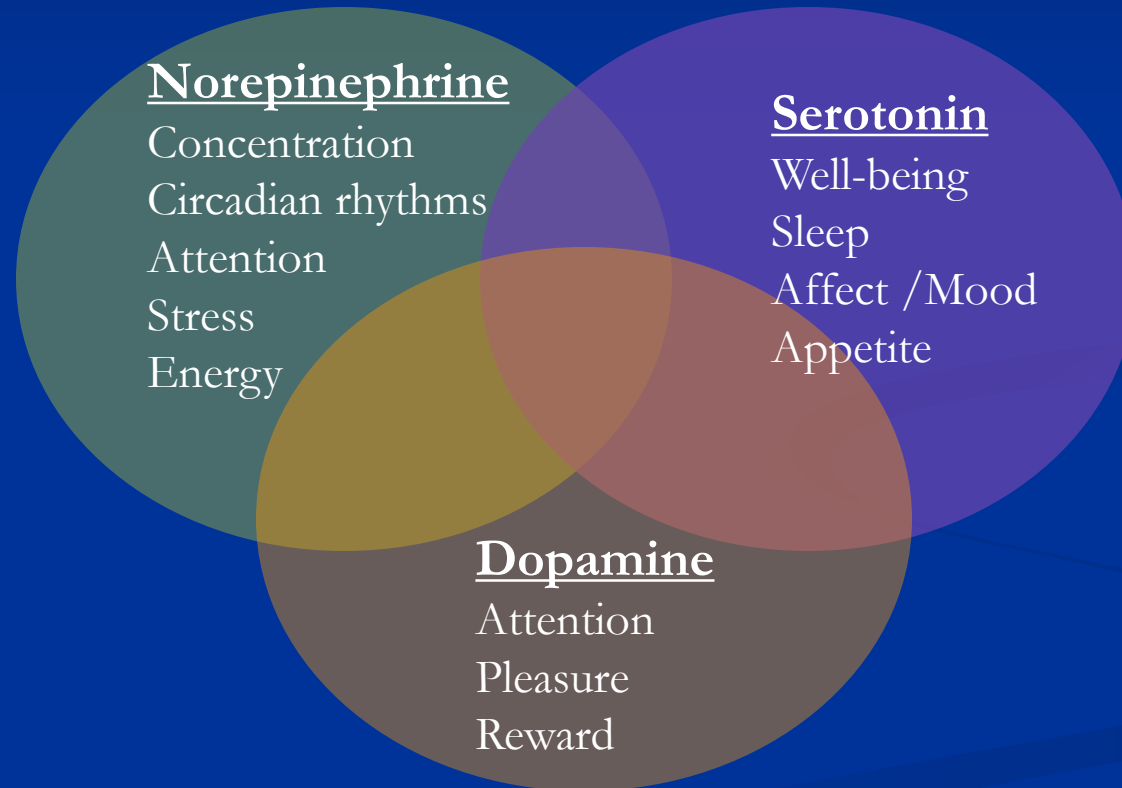 Norepinephrine
Concentration
Circadian rhythms
Attention
Stress
Energy
Serotonin
Well-being
Sleep
Affect /Mood
Appetite
Dopamine
Attention
Pleasure
Reward